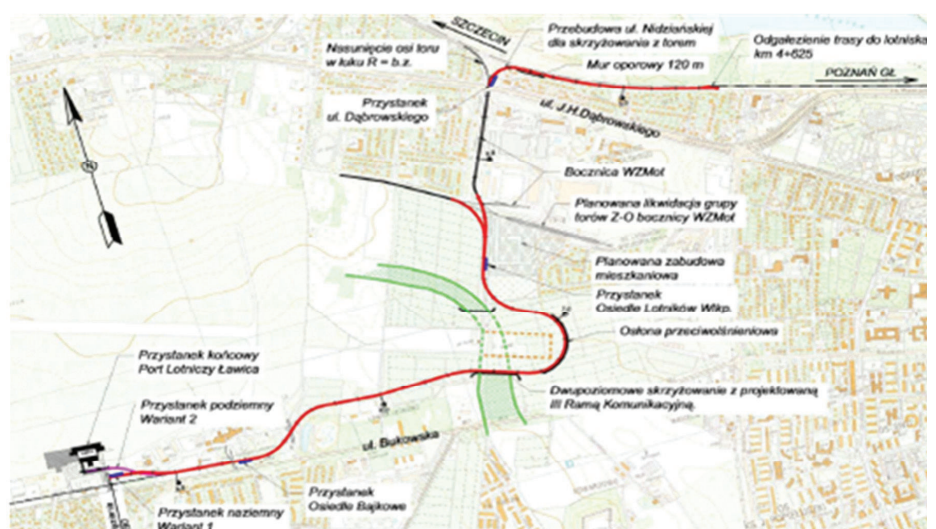 SZCZECIN
Nasunięcie osi toru
w łuku R = b.z.
Przebudowa ul. Nidziańskiej
dla skrzyżowania z torem
Mur oporowy 120 m
Odgałezienie trasy do lotniska
km 4+625
POZNAŃ GŁ.
Przystanek
ul. Dąbrowskiego
ul. J.H.Dąbrowskiego
Bocznica WZMot
Planowana likwidacja grupy
torów Z-O bocznicy WZMot
Planowana zabudowa
mieszkaniowa
Przystanek
Osiedle Lotników Wlkp.
Osłona przeciwolśnieniowa
Przystanek końcowy
Port Lotniczy Ławica
Dwupoziomowe skrzyżowanie z projektowaną
III Ramą Komunikacyjną.
Przystanek podziemny
Wariant 2
ul. Bukowska
Przystanek
Osiedle Bajkowe
Przystanek naziemny
Wariant 1